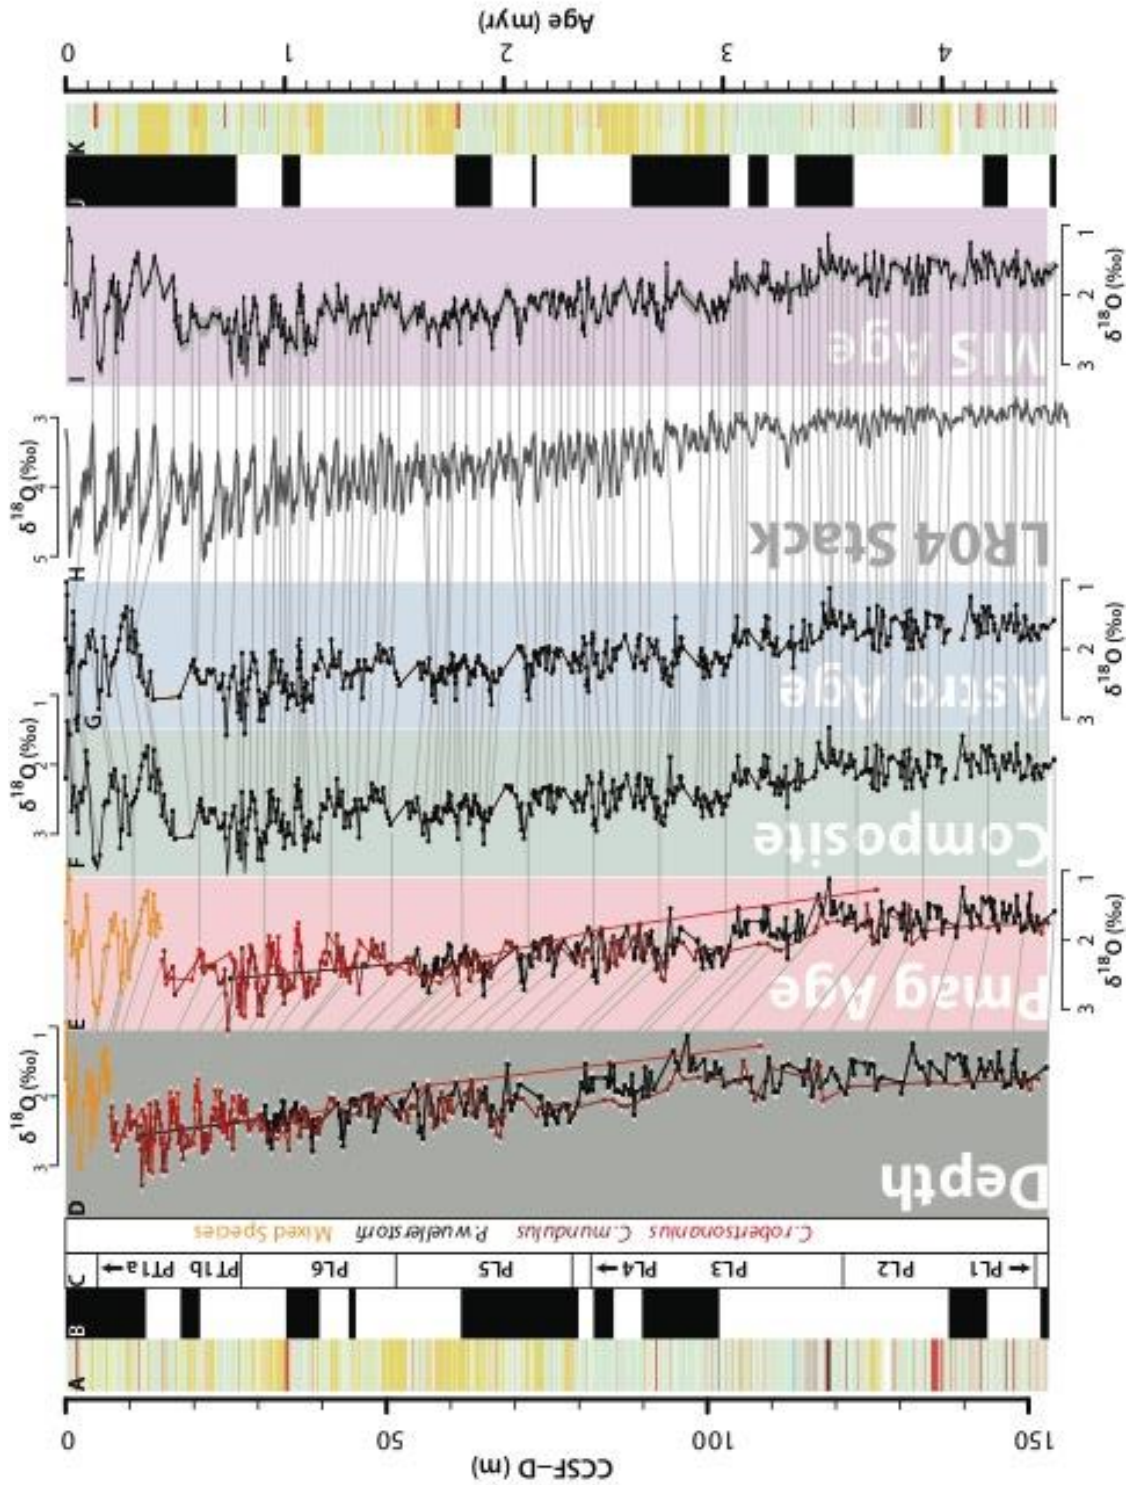 Age (myr)
0 1 2 3 4
K
J
1
2
3
δ18O (‰)
MIS Age
I
3
4
5
δ18O (‰)
LR04 Stack
H
1
2
3
δ18O (‰)
Astro Age
G
1
2
3
δ18O (‰)
Composite
F
1
2
3
δ18O (‰)
Pmag Age
E
1
2
3
δ18O (‰)
Depth
D
Mixed Species P.wuellerstorfi C.mundulus C.robertsonianus
C
PT1a PT1b PL6 PL5 PL4 PL3 PL2 PL1
B
A
0 50 100 150
CCSF-D (m)